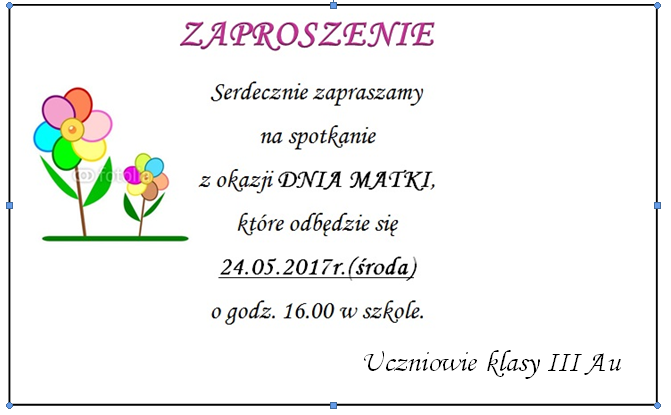 ZAPROSZENIE
Serdecznie zapraszamy
na spotkanie
z okazji DNIA MATKI,
które odbędzie się
24.05.2017r.(środa)
o godz. 16.00 w szkole.
fotolia
Uczniowie klasy III Au